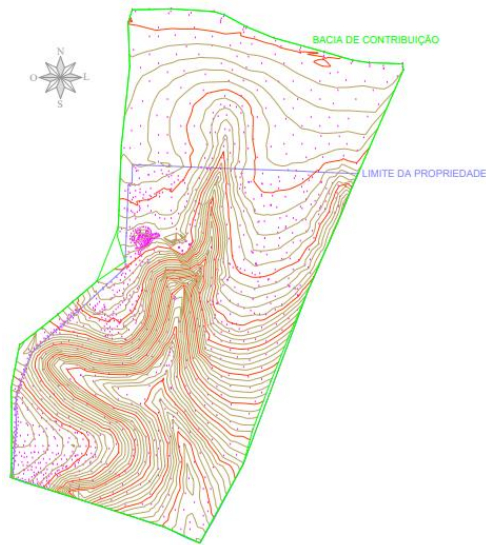 BACIA DE CONTRIBUIÇÃO
N
O L
S
LIMITE DA PROPRIEDADE